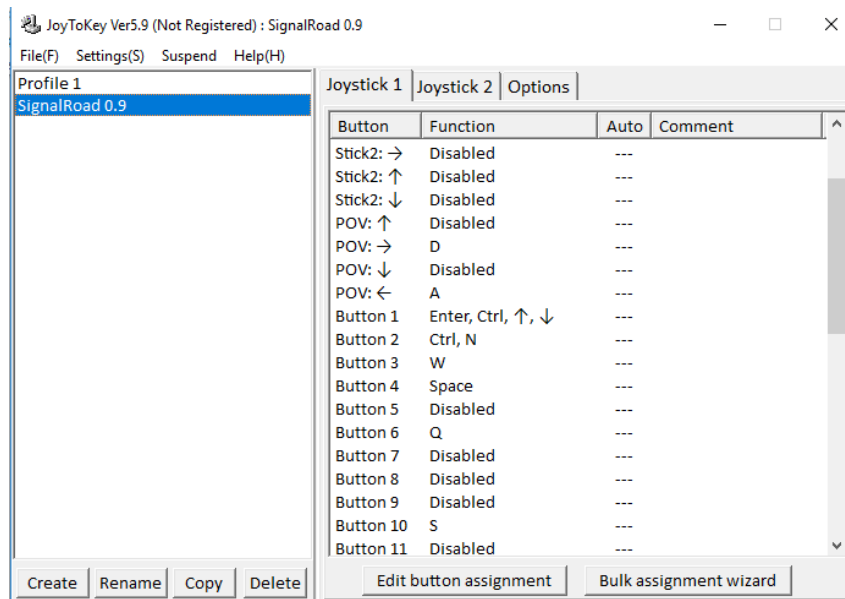 JoyToKey Ver5.9 (Not Registered) : SignalRoad 0.9
File(F) Settings(S) Suspend Help(H)
Profile 1
SignalRoad 0.9
Joystick 1 Joystick 2 Options
Button Function Auto Comment
Stick2: → Disabled ---
Stick2: ↑ Disabled ---
Stick2: ↓ Disabled ---
POV: ↑ Disabled ---
POV: → D ---
POV: ↓ Disabled ---
POV: ← A ---
Button 1 Enter, Ctrl, ↑, ↓ ---
Button 2 Ctrl, N ---
Button 3 W ---
Button 4 Space ---
Button 5 Disabled ---
Button 6 Q ---
Button 7 Disabled ---
Button 8 Disabled ---
Button 9 Disabled ---
Button 10 S ---
Button 11 Disabled ---
Create Rename Copy Delete Edit button assignment Bulk assignment wizard